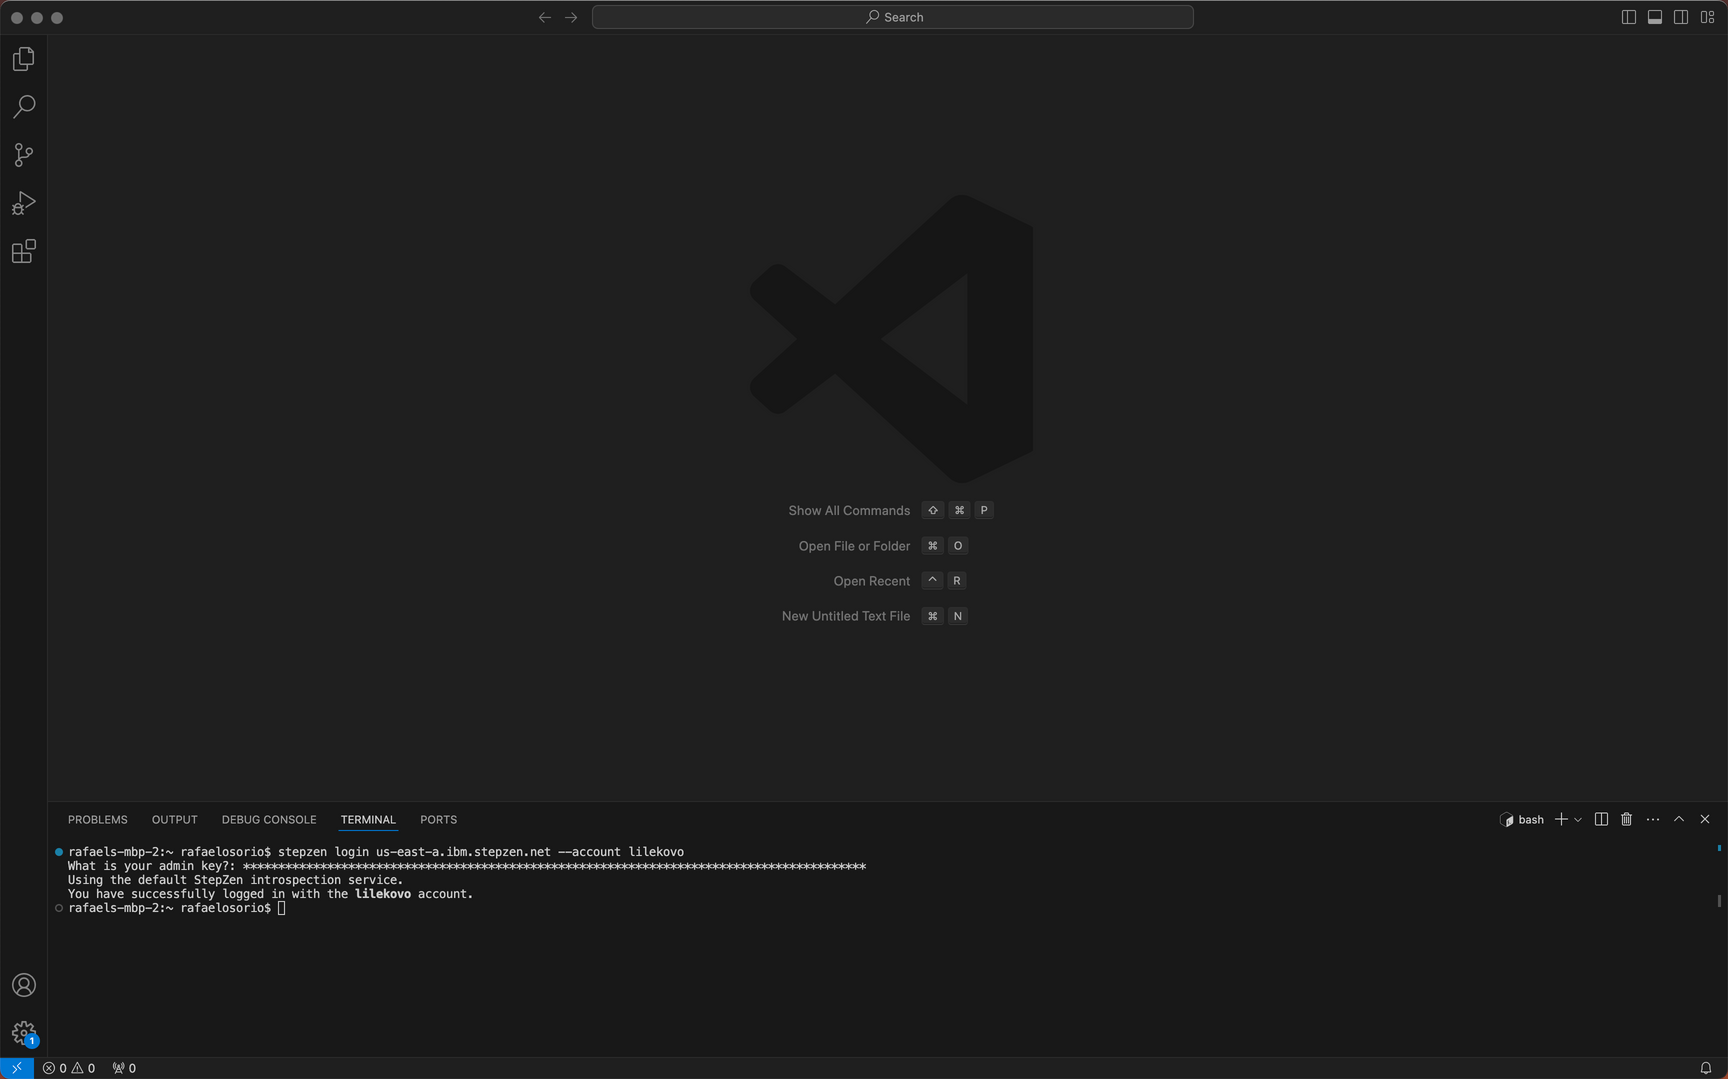 Search
Show All Commands ⇧ ⌘ P
Open File or Folder ⌘ O
Open Recent ^ R
New Untitled Text File ⌘ N
PROBLEMS OUTPUT DEBUG CONSOLE TERMINAL PORTS bash
rafaels-mbp-2:~ rafaelosorio$ stepzen login us-east-a.ibm.stepzen.net --account lilekovo
What is your admin key?: *****************************************************************************************
Using the default StepZen introspection service.
You have successfully logged in with the lilekovo account.
rafaels-mbp-2:~ rafaelosorio$
1
0 0 0